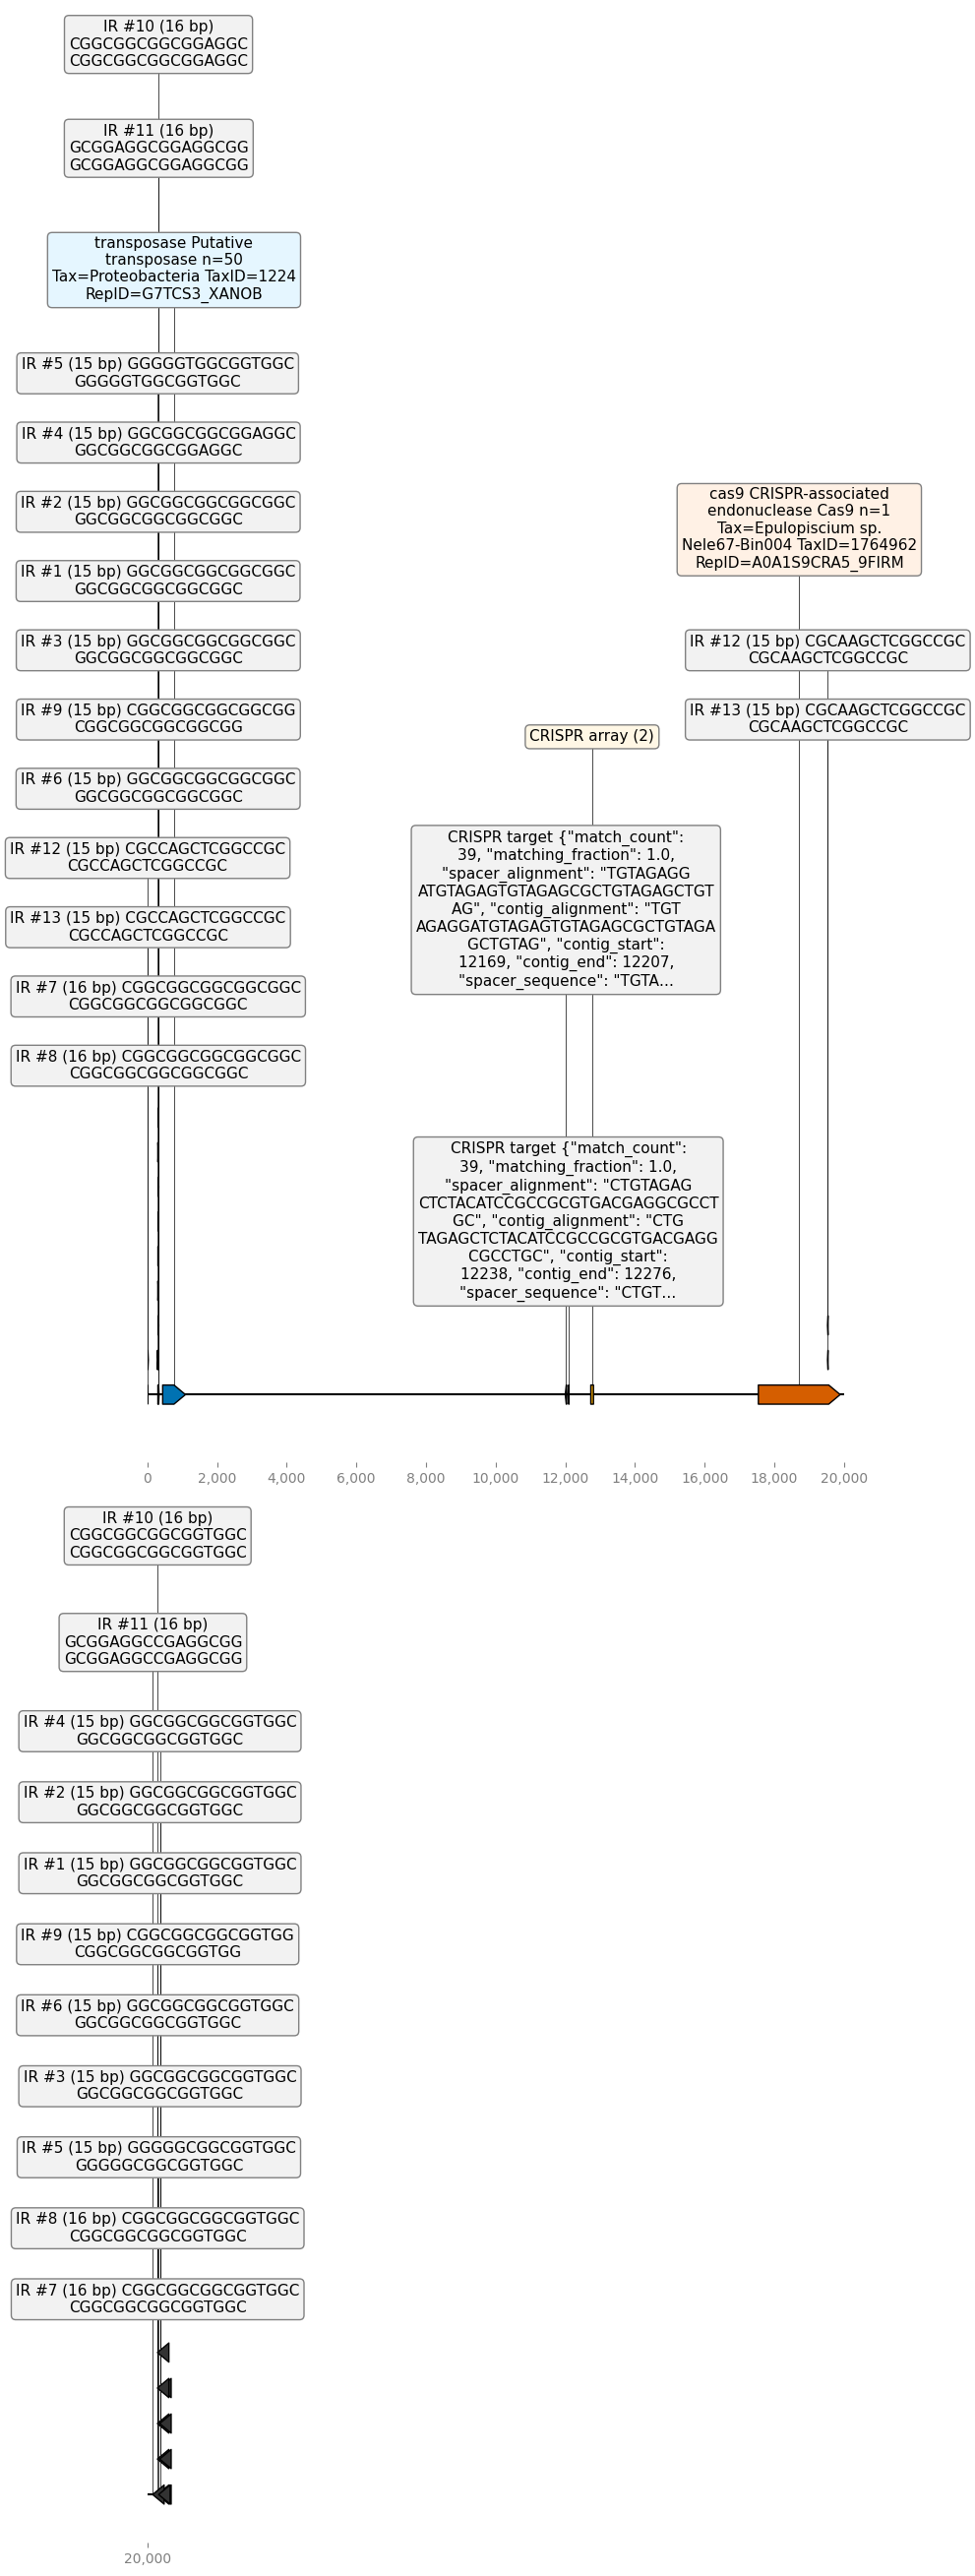 IR #10 (16 bp)
CGGCGGCGGCGGAGGC
CGGCGGCGGCGGAGGC
IR #11 (16 bp)
GCGGAGGCGGAGGCGG
GCGGAGGCGGAGGCGG
transposase Putative
transposase n=50
Tax=Proteobacteria TaxID=1224
RepID=G7TCS3_XANOB
IR #5 (15 bp) GGGGGTGGCGGTGGC
GGGGGTGGCGGTGGC
IR #4 (15 bp) GGCGGCGGCGGAGGC
GGCGGCGGCGGAGGC
IR #2 (15 bp) GGCGGCGGCGGCGGC
GGCGGCGGCGGCGGC
IR #1 (15 bp) GGCGGCGGCGGCGGC
GGCGGCGGCGGCGGC
IR #3 (15 bp) GGCGGCGGCGGCGGC
GGCGGCGGCGGCGGC
IR #9 (15 bp) CGGCGGCGGCGGCGG
CGGCGGCGGCGGCGG
IR #6 (15 bp) GGCGGCGGCGGCGGC
GGCGGCGGCGGCGGC
IR #12 (15 bp) CGCCAGCTCGGCCGC
CGCCAGCTCGGCCGC
IR #13 (15 bp) CGCCAGCTCGGCCGC
CGCCAGCTCGGCCGC
IR #7 (16 bp) CGGCGGCGGCGGCGGC
CGGCGGCGGCGGCGGC
IR #8 (16 bp) CGGCGGCGGCGGCGGC
CGGCGGCGGCGGCGGC
cas9 CRISPR-associated
endonuclease Cas9 n=1
Tax=Epulopiscium sp.
Nele67-Bin004 TaxID=1764962
RepID=A0A1S9CRA5_9FIRM
IR #12 (15 bp) CGCAAGCTCGGCCGC
CGCAAGCTCGGCCGC
IR #13 (15 bp) CGCAAGCTCGGCCGC
CGCAAGCTCGGCCGC
CRISPR array (2)
CRISPR target {"match_count":
39, "matching_fraction": 1.0,
"spacer_alignment": "TGTAGAGG
ATGTAGAGTGTAGAGCGCTGTAGAGCTGT
AG", "contig_alignment": "TGT
AGAGGATGTAGAGTGTAGAGCGCTGTAGA
GCTGTAG", "contig_start":
12169, "contig_end": 12207,
"spacer_sequence": "TGTA...
CRISPR target {"match_count":
39, "matching_fraction": 1.0,
"spacer_alignment": "CTGTAGAG
CTCTACATCCGCCGCGTGACGAGGCGCCT
GC", "contig_alignment": "CTG
TAGAGCTCTACATCCGCCGCGTGACGAGG
CGCCTGC", "contig_start":
12238, "contig_end": 12276,
"spacer_sequence": "CTGT...
0 2,000 4,000 6,000 8,000 10,000 12,000 14,000 16,000 18,000 20,000
IR #10 (16 bp)
CGGCGGCGGCGGTGGC
CGGCGGCGGCGGTGGC
IR #11 (16 bp)
GCGGAGGCCGAGGCGG
GCGGAGGCCGAGGCGG
IR #4 (15 bp) GGCGGCGGCGGTGGC
GGCGGCGGCGGTGGC
IR #2 (15 bp) GGCGGCGGCGGTGGC
GGCGGCGGCGGTGGC
IR #1 (15 bp) GGCGGCGGCGGTGGC
GGCGGCGGCGGTGGC
IR #9 (15 bp) CGGCGGCGGCGGTGG
CGGCGGCGGCGGTGG
IR #6 (15 bp) GGCGGCGGCGGTGGC
GGCGGCGGCGGTGGC
IR #3 (15 bp) GGCGGCGGCGGTGGC
GGCGGCGGCGGTGGC
IR #5 (15 bp) GGGGGCGGCGGTGGC
GGGGGCGGCGGTGGC
IR #8 (16 bp) CGGCGGCGGCGGTGGC
CGGCGGCGGCGGTGGC
IR #7 (16 bp) CGGCGGCGGCGGTGGC
CGGCGGCGGCGGTGGC
20,000